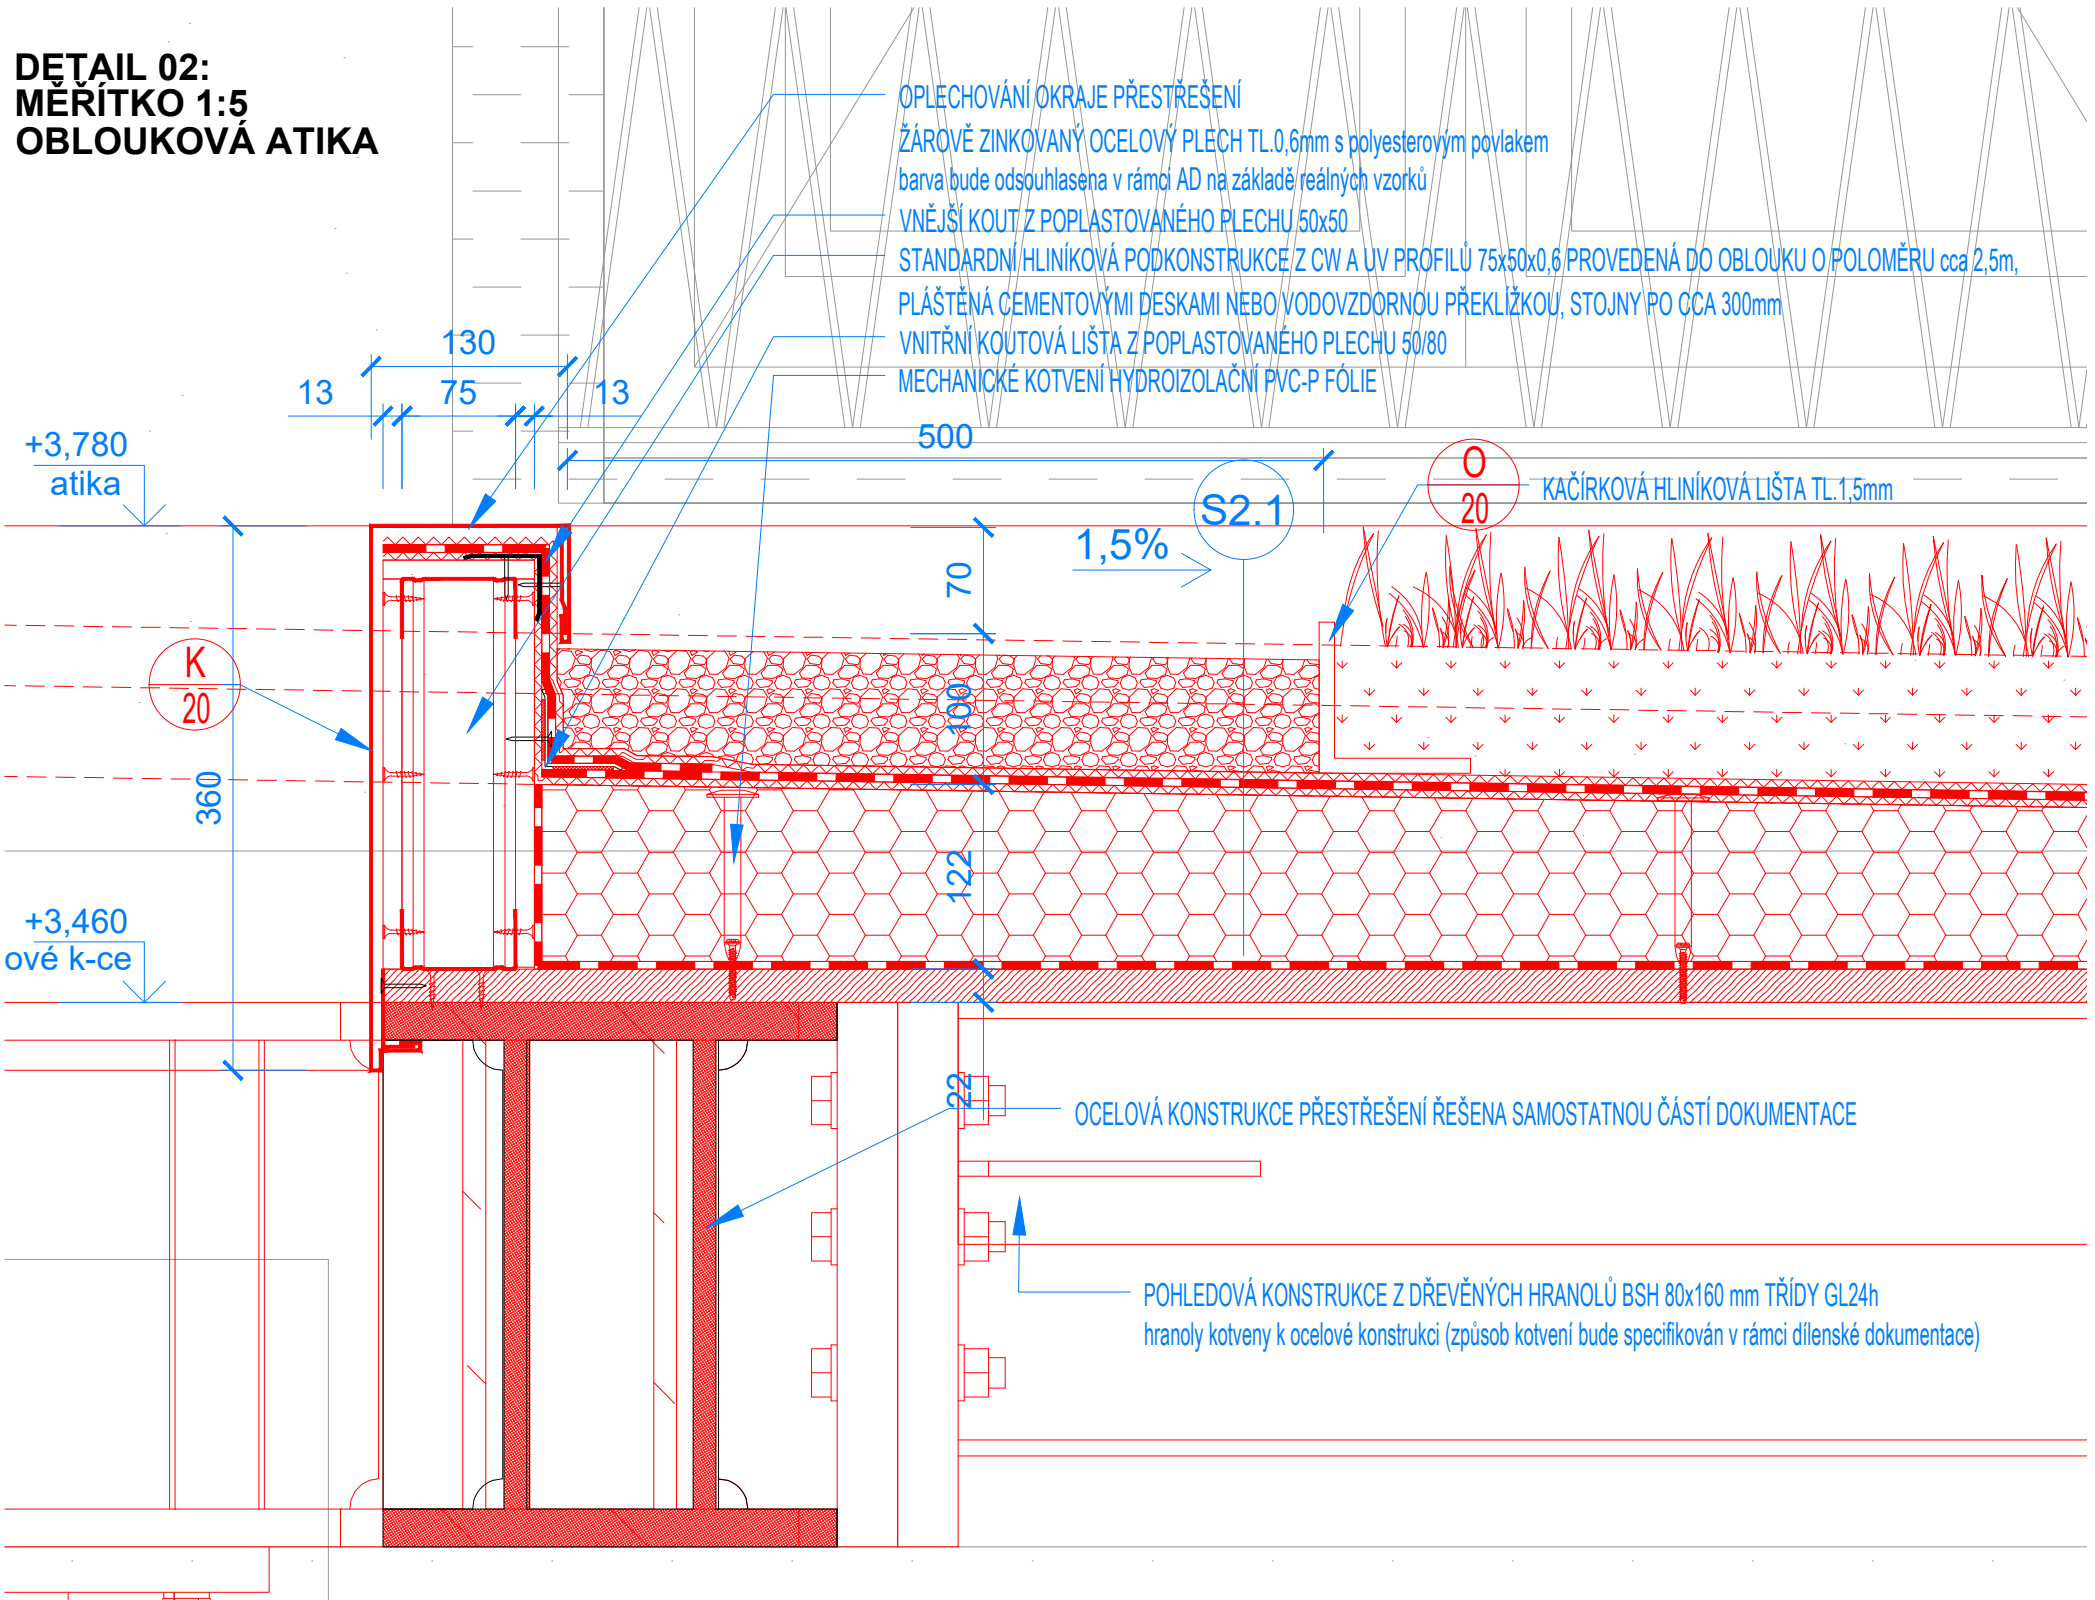 DETAIL 02:
MĚŘÍTKO 1:5
OBLOUKOVÁ ATIKA
OPLECHOVÁNÍ OKRAJE PŘESTŘEŠENÍ
ŽÁROVĚ ZINKOVANÝ OCELOVÝ PLECH TL.0,6mm s polyesterovým povlakem
barva bude odsouhlasena v rámci AD na základě reálných vzorků
VNĚJŠÍ KOUT Z POPLASTOVANÉHO PLECHU 50x50
STANDARDNÍ HLINÍKOVÁ PODKONSTRUKCE Z CW A UV PROFILŮ 75x50x0,6 PROVEDENÁ DO OBLOUKU O POLOMĚRU cca 2,5m,
PLÁŠTĚNÁ CEMENTOVÝMI DESKAMI NEBO VODOVZDORNOU PŘEKLÍŽKOU, STOJNY PO CCA 300mm
VNITŘNÍ KOUTOVÁ LIŠTA Z POPLASTOVANÉHO PLECHU 50/80
MECHANICKÉ KOTVENÍ HYDROIZOLAČNÍ PVC-P FÓLIE
130
13
75
13
500
+3,780
atika
S2.1
O
20
KAČÍRKOVÁ HLINÍKOVÁ LIŠTA TL.1,5mm
1,5%
70
K
20
100
360
122
+3,460
ové k-ce
22
OCELOVÁ KONSTRUKCE PŘESTŘEŠENÍ ŘEŠENA SAMOSTATNOU ČÁSTÍ DOKUMENTACE
POHLEDOVÁ KONSTRUKCE Z DŘEVĚNÝCH HRANOLŮ BSH 80x160 mm TŘÍDY GL24h
hranoly kotveny k ocelové konstrukci (způsob kotvení bude specifikován v rámci dílenské dokumentace)